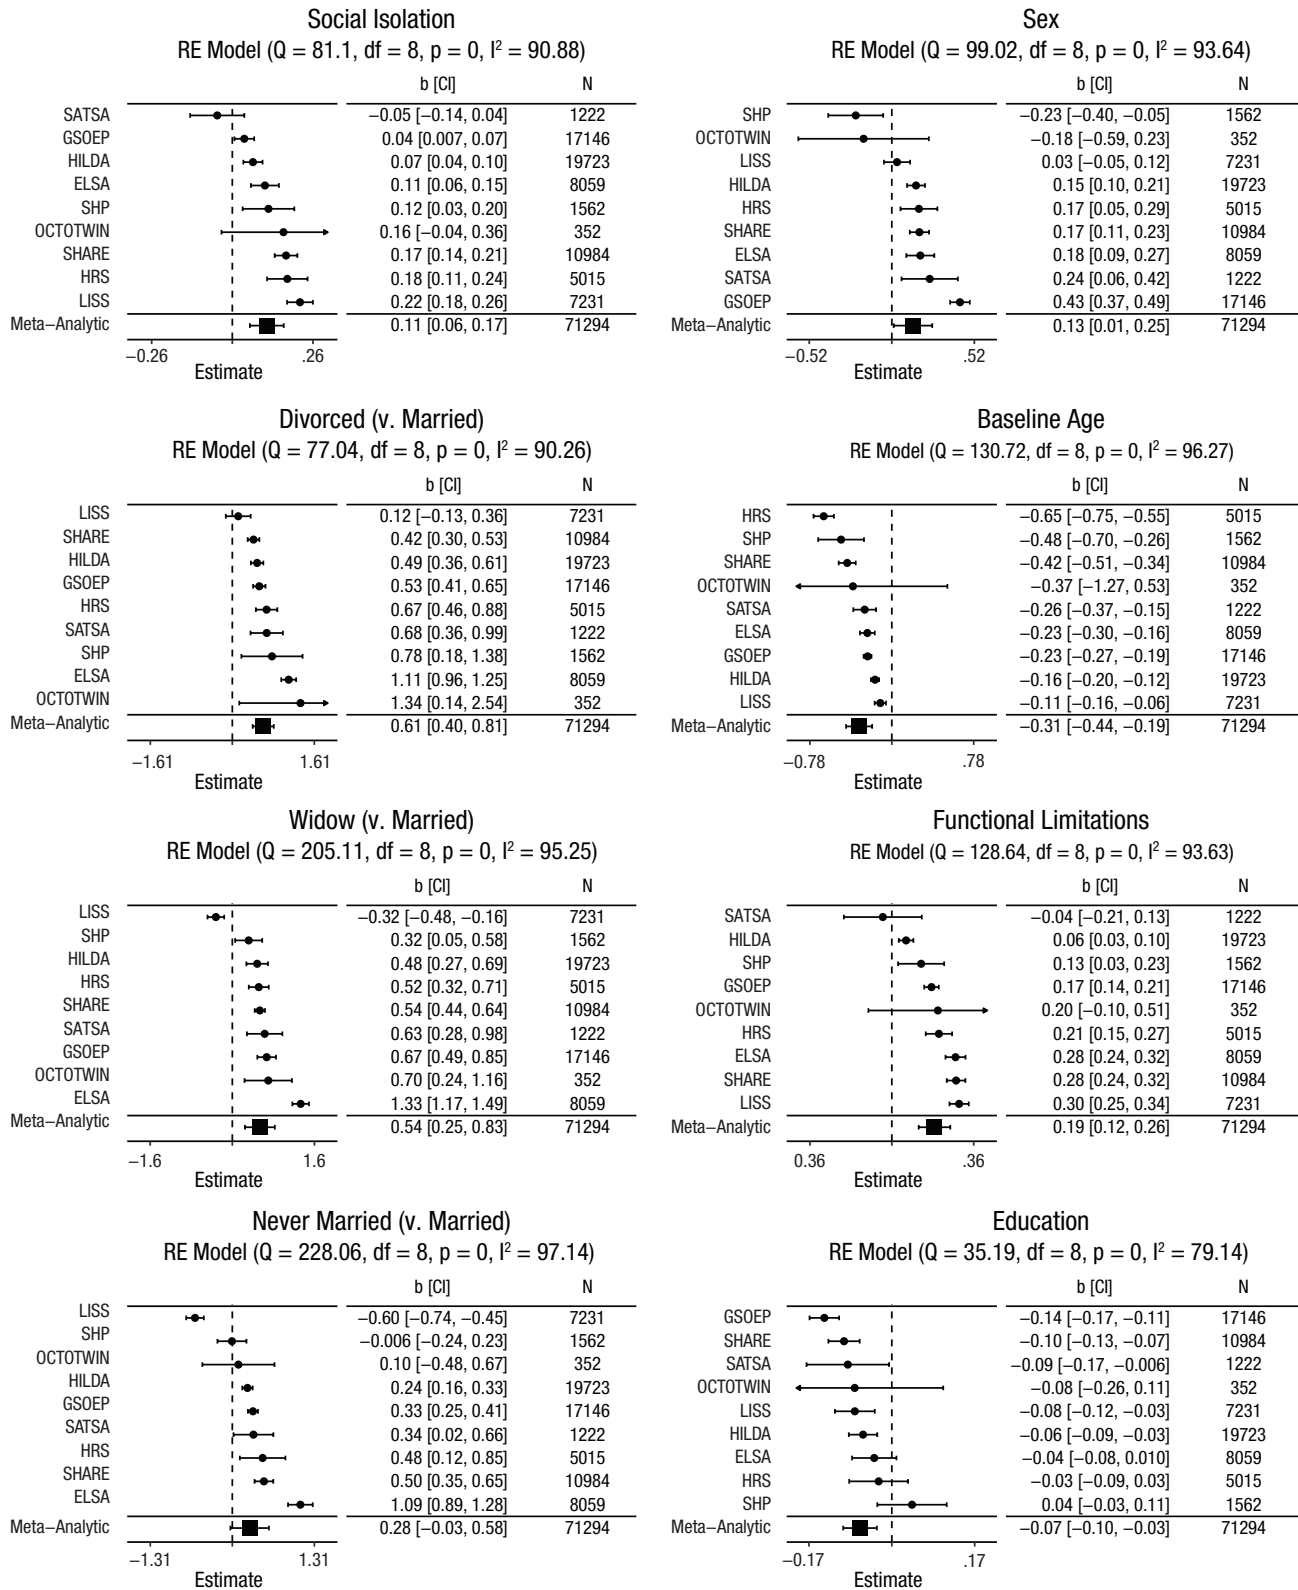 Social Isolation
RE Model (Q = 81.1, df = 8, p = 0, I² = 90.88)
b [CI] N
SATSA −0.05 [−0.14, 0.04] 1222
GSOEP 0.04 [0.007, 0.07] 17146
HILDA 0.07 [0.04, 0.10] 19723
ELSA 0.11 [0.06, 0.15] 8059
SHP 0.12 [0.03, 0.20] 1562
OCTOTWIN 0.16 [−0.04, 0.36] 352
SHARE 0.17 [0.14, 0.21] 10984
HRS 0.18 [0.11, 0.24] 5015
LISS 0.22 [0.18, 0.26] 7231
Meta−Analytic 0.11 [0.06, 0.17] 71294
−0.26 .26
Estimate
Sex
RE Model (Q = 99.02, df = 8, p = 0, I² = 93.64)
b [CI] N
SHP −0.23 [−0.40, −0.05] 1562
OCTOTWIN −0.18 [−0.59, 0.23] 352
LISS 0.03 [−0.05, 0.12] 7231
HILDA 0.15 [0.10, 0.21] 19723
HRS 0.17 [0.05, 0.29] 5015
SHARE 0.17 [0.11, 0.23] 10984
ELSA 0.18 [0.09, 0.27] 8059
SATSA 0.24 [0.06, 0.42] 1222
GSOEP 0.43 [0.37, 0.49] 17146
Meta−Analytic 0.13 [0.01, 0.25] 71294
−0.52 .52
Estimate
Divorced (v. Married)
RE Model (Q = 77.04, df = 8, p = 0, I² = 90.26)
b [CI] N
LISS 0.12 [−0.13, 0.36] 7231
SHARE 0.42 [0.30, 0.53] 10984
HILDA 0.49 [0.36, 0.61] 19723
GSOEP 0.53 [0.41, 0.65] 17146
HRS 0.67 [0.46, 0.88] 5015
SATSA 0.68 [0.36, 0.99] 1222
SHP 0.78 [0.18, 1.38] 1562
ELSA 1.11 [0.96, 1.25] 8059
OCTOTWIN 1.34 [0.14, 2.54] 352
Meta−Analytic 0.61 [0.40, 0.81] 71294
−1.61 1.61
Estimate
Baseline Age
RE Model (Q = 130.72, df = 8, p = 0, I² = 96.27)
b [CI] N
HRS −0.65 [−0.75, −0.55] 5015
SHP −0.48 [−0.70, −0.26] 1562
SHARE −0.42 [−0.51, −0.34] 10984
OCTOTWIN −0.37 [−1.27, 0.53] 352
SATSA −0.26 [−0.37, −0.15] 1222
ELSA −0.23 [−0.30, −0.16] 8059
GSOEP −0.23 [−0.27, −0.19] 17146
HILDA −0.16 [−0.20, −0.12] 19723
LISS −0.11 [−0.16, −0.06] 7231
Meta−Analytic −0.31 [−0.44, −0.19] 71294
−0.78 .78
Estimate
Widow (v. Married)
RE Model (Q = 205.11, df = 8, p = 0, I² = 95.25)
b [CI] N
LISS −0.32 [−0.48, −0.16] 7231
SHP 0.32 [0.05, 0.58] 1562
HILDA 0.48 [0.27, 0.69] 19723
HRS 0.52 [0.32, 0.71] 5015
SHARE 0.54 [0.44, 0.64] 10984
SATSA 0.63 [0.28, 0.98] 1222
GSOEP 0.67 [0.49, 0.85] 17146
OCTOTWIN 0.70 [0.24, 1.16] 352
ELSA 1.33 [1.17, 1.49] 8059
Meta−Analytic 0.54 [0.25, 0.83] 71294
−1.6 1.6
Estimate
Functional Limitations
RE Model (Q = 128.64, df = 8, p = 0, I² = 93.63)
b [CI] N
SATSA −0.04 [−0.21, 0.13] 1222
HILDA 0.06 [0.03, 0.10] 19723
SHP 0.13 [0.03, 0.23] 1562
GSOEP 0.17 [0.14, 0.21] 17146
OCTOTWIN 0.20 [−0.10, 0.51] 352
HRS 0.21 [0.15, 0.27] 5015
ELSA 0.28 [0.24, 0.32] 8059
SHARE 0.28 [0.24, 0.32] 10984
LISS 0.30 [0.25, 0.34] 7231
Meta−Analytic 0.19 [0.12, 0.26] 71294
0.36 .36
Estimate
Never Married (v. Married)
RE Model (Q = 228.06, df = 8, p = 0, I² = 97.14)
b [CI] N
LISS −0.60 [−0.74, −0.45] 7231
SHP −0.006 [−0.24, 0.23] 1562
OCTOTWIN 0.10 [−0.48, 0.67] 352
HILDA 0.24 [0.16, 0.33] 19723
GSOEP 0.33 [0.25, 0.41] 17146
SATSA 0.34 [0.02, 0.66] 1222
HRS 0.48 [0.12, 0.85] 5015
SHARE 0.50 [0.35, 0.65] 10984
ELSA 1.09 [0.89, 1.28] 8059
Meta−Analytic 0.28 [−0.03, 0.58] 71294
−1.31 1.31
Estimate
Education
RE Model (Q = 35.19, df = 8, p = 0, I² = 79.14)
b [CI] N
GSOEP −0.14 [−0.17, −0.11] 17146
SHARE −0.10 [−0.13, −0.07] 10984
SATSA −0.09 [−0.17, −0.006] 1222
OCTOTWIN −0.08 [−0.26, 0.11] 352
LISS −0.08 [−0.12, −0.03] 7231
HILDA −0.06 [−0.09, −0.03] 19723
ELSA −0.04 [−0.08, 0.010] 8059
HRS −0.03 [−0.09, 0.03] 5015
SHP 0.04 [−0.03, 0.11] 1562
Meta−Analytic −0.07 [−0.10, −0.03] 71294
−0.17 .17
Estimate